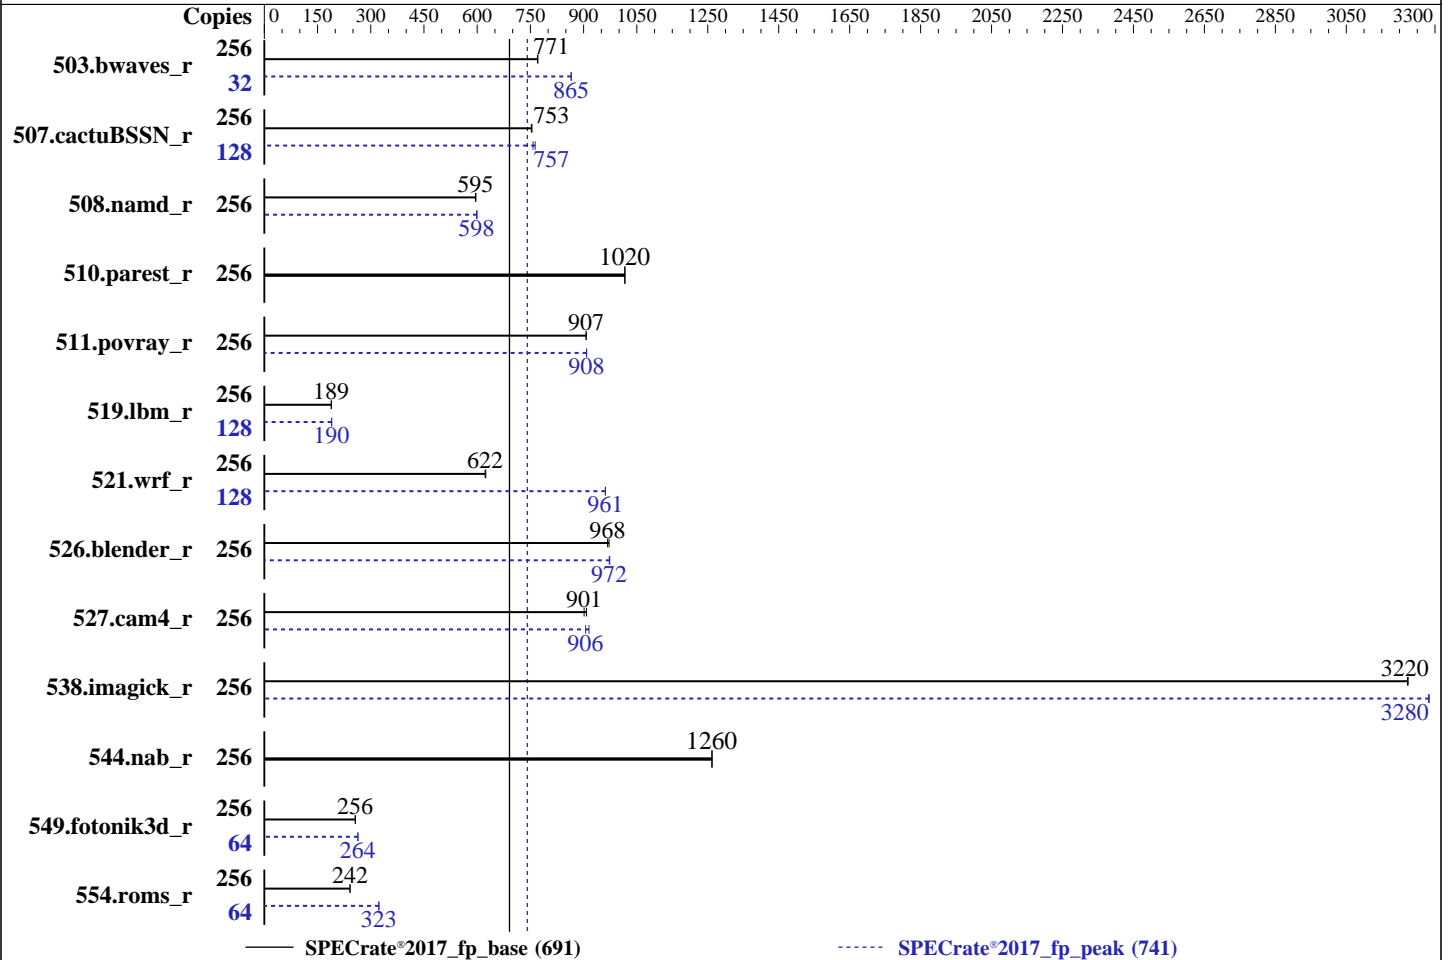 Copies 0 150 300 450 600 750 900 1050 1250 1450 1650 1850 2050 2250 2450 2650 2850 3050 3300
503.bwaves_r 256 771
32 865
507.cactuBSSN_r 256 753
128 757
508.namd_r 256 595
598
510.parest_r 256 1020
511.povray_r 256 907
908
519.lbm_r 256 189
128 190
521.wrf_r 256 622
128 961
526.blender_r 256 968
972
527.cam4_r 256 901
906
538.imagick_r 256 3220
3280
544.nab_r 256 1260
549.fotonik3d_r 256 256
64 264
554.roms_r 256 242
64 323
SPECrate®2017_fp_base (691) SPECrate®2017_fp_peak (741)